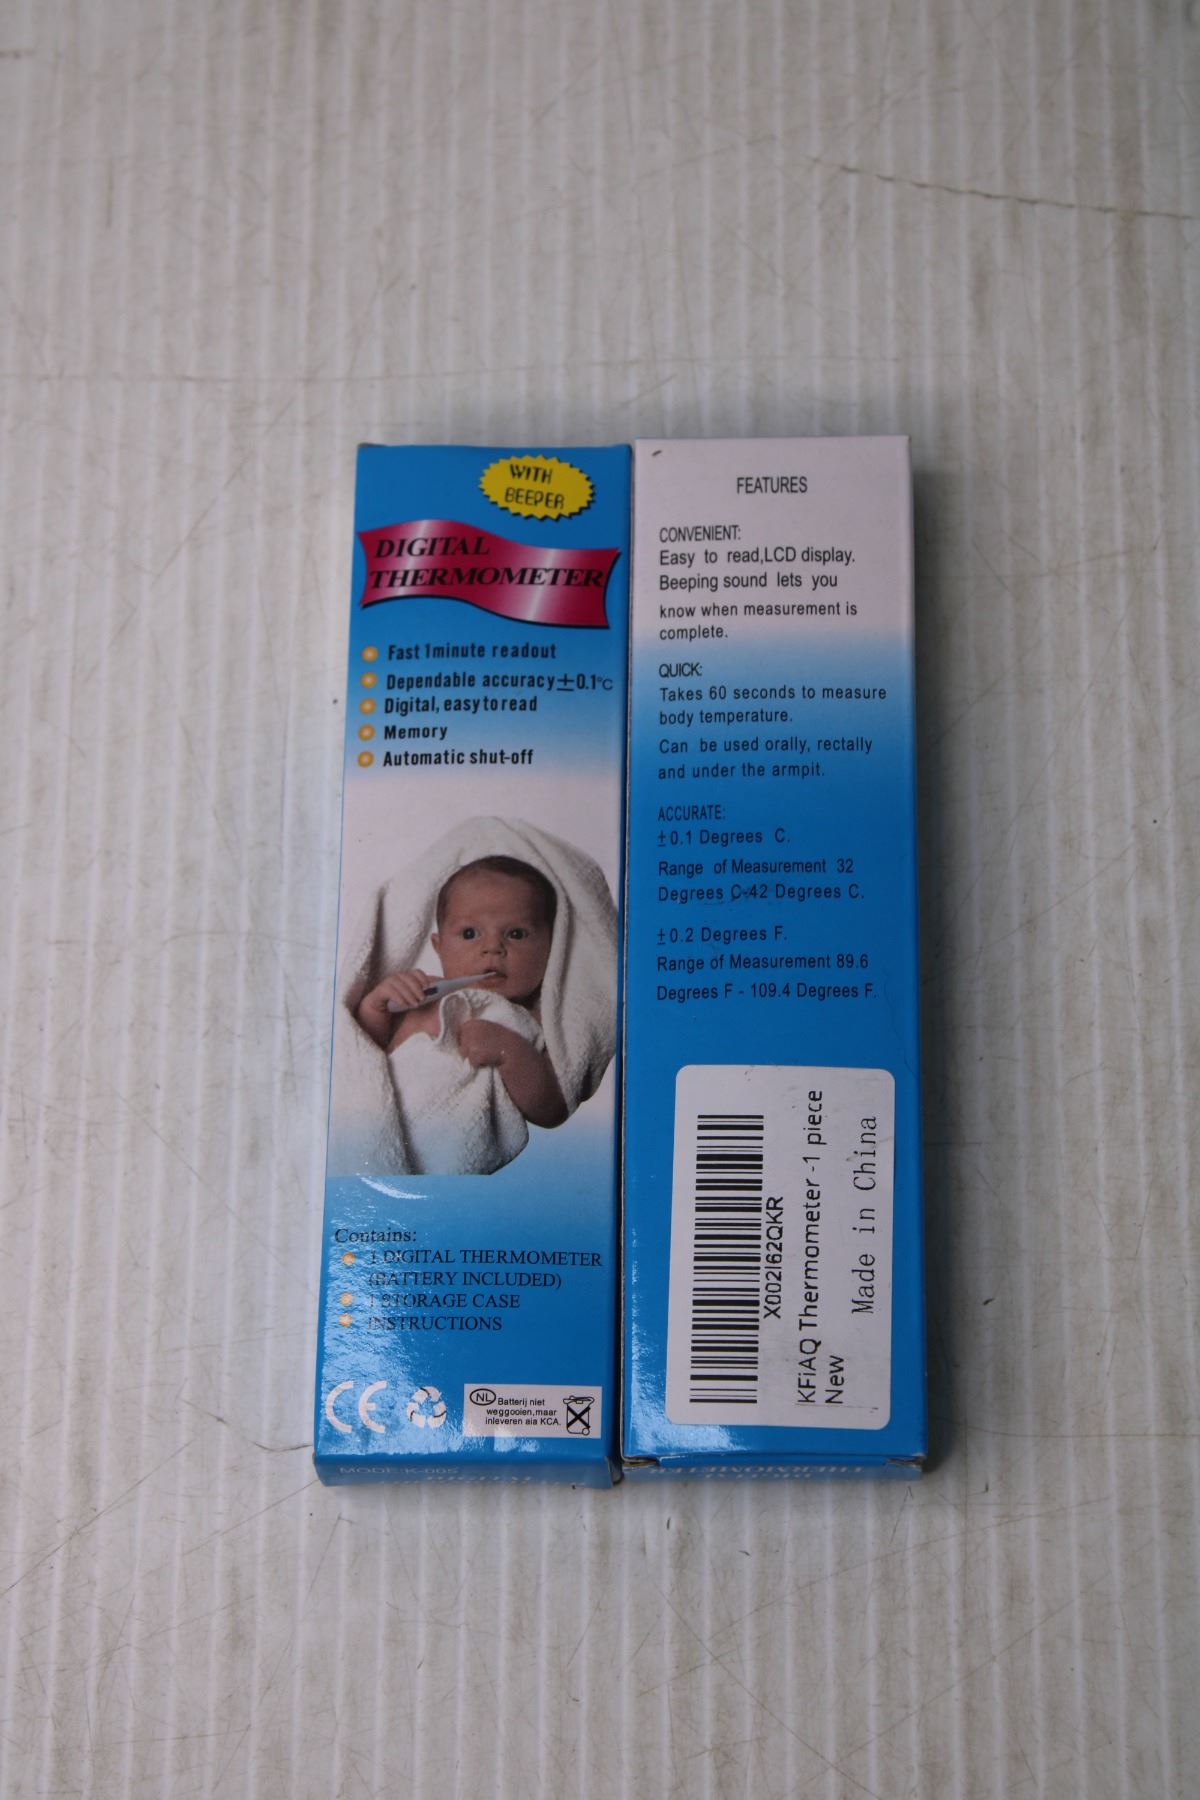 WITH
BEEPER
DIGITAL
THERMOMETER
Fast 1minute readout
Dependable accuracy±0.1°C
Digital, easy to read
Memory
Automatic shut-off
Contains:
1 DIGITAL THERMOMETER
(BATTERY INCLUDED)
1 STORAGE CASE
INSTRUCTIONS
CE
NL Batterij niet
weggooien,maar
inleveren als KCA.
MODE:K-005
DIGITAL
FEATURES
CONVENIENT:
Easy to read,LCD display.
Beeping sound lets you
know when measurement is
complete.
QUICK:
Takes 60 seconds to measure
body temperature.
Can be used orally, rectally
and under the armpit.
ACCURATE:
±0.1 Degrees C.
Range of Measurement 32
Degrees C-42 Degrees C.
±0.2 Degrees F.
Range of Measurement 89.6
Degrees F - 109.4 Degrees F.
X002I62QKR
KFiAQ Thermometer -1 piece
New
Made in China
DIGITAL
THERMOMETER